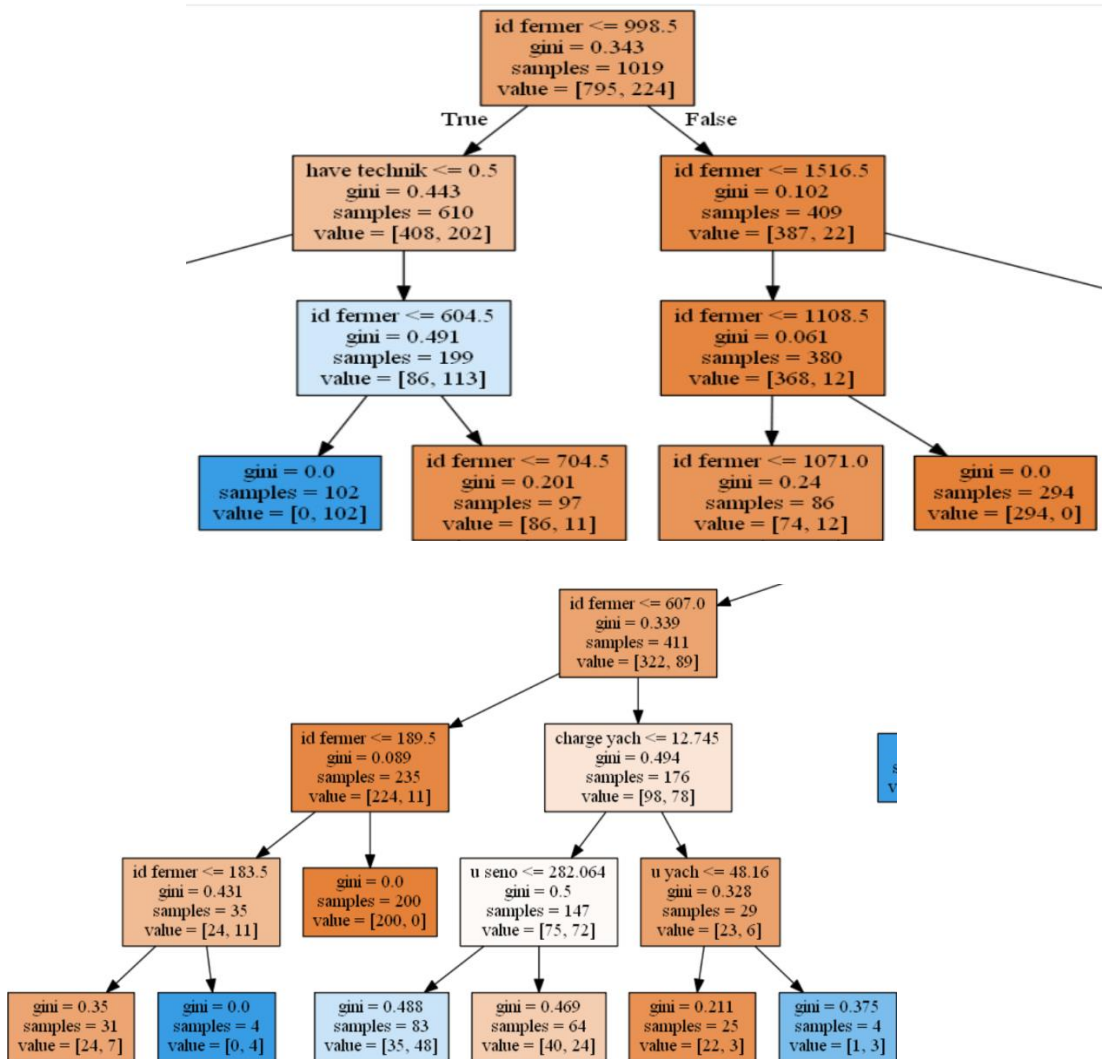 id fermer <= 998.5
gini = 0.343
samples = 1019
value = [795, 224]
True
False
have technik <= 0.5
gini = 0.443
samples = 610
value = [408, 202]
id fermer <= 1516.5
gini = 0.102
samples = 409
value = [387, 22]
id fermer <= 604.5
gini = 0.491
samples = 199
value = [86, 113]
id fermer <= 1108.5
gini = 0.061
samples = 380
value = [368, 12]
gini = 0.0
samples = 102
value = [0, 102]
id fermer <= 704.5
gini = 0.201
samples = 97
value = [86, 11]
id fermer <= 1071.0
gini = 0.24
samples = 86
value = [74, 12]
gini = 0.0
samples = 294
value = [294, 0]
id fermer <= 607.0
gini = 0.339
samples = 411
value = [322, 89]
id fermer <= 189.5
gini = 0.089
samples = 235
value = [224, 11]
charge yach <= 12.745
gini = 0.494
samples = 176
value = [98, 78]
id fermer <= 183.5
gini = 0.431
samples = 35
value = [24, 11]
gini = 0.0
samples = 200
value = [200, 0]
u seno <= 282.064
gini = 0.5
samples = 147
value = [75, 72]
u yach <= 48.16
gini = 0.328
samples = 29
value = [23, 6]
gini = 0.35
samples = 31
value = [24, 7]
gini = 0.0
samples = 4
value = [0, 4]
gini = 0.488
samples = 83
value = [35, 48]
gini = 0.469
samples = 64
value = [40, 24]
gini = 0.211
samples = 25
value = [22, 3]
gini = 0.375
samples = 4
value = [1, 3]